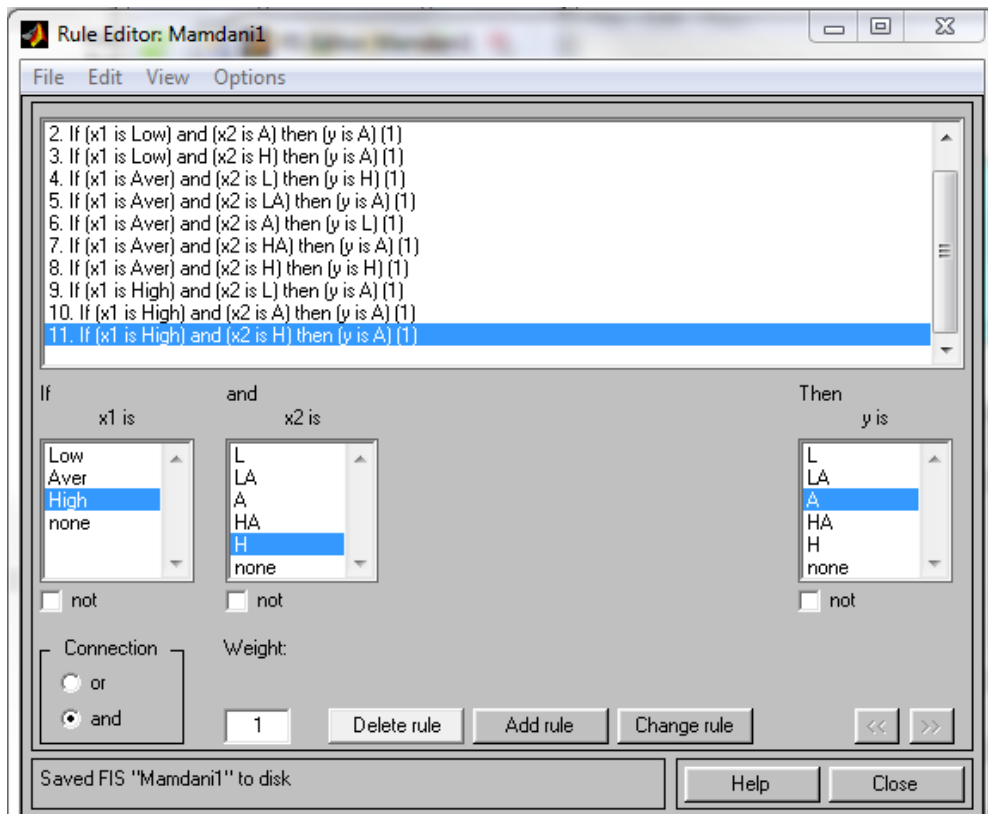 Rule Editor: Mamdani1
File Edit View Options
2. If (x1 is Low) and (x2 is A) then (y is A) (1)
3. If (x1 is Low) and (x2 is H) then (y is A) (1)
4. If (x1 is Aver) and (x2 is L) then (y is H) (1)
5. If (x1 is Aver) and (x2 is LA) then (y is A) (1)
6. If (x1 is Aver) and (x2 is A) then (y is L) (1)
7. If (x1 is Aver) and (x2 is HA) then (y is A) (1)
8. If (x1 is Aver) and (x2 is H) then (y is H) (1)
9. If (x1 is High) and (x2 is L) then (y is A) (1)
10. If (x1 is High) and (x2 is A) then (y is A) (1)
11. If (x1 is High) and (x2 is H) then (y is A) (1)
If and Then
x1 is x2 is y is
Low L L
Aver LA LA
High A A
none HA HA
H H
none none
not not not
Connection Weight:
or
and 1 Delete rule Add rule Change rule << >>
Saved FIS "Mamdani1" to disk Help Close